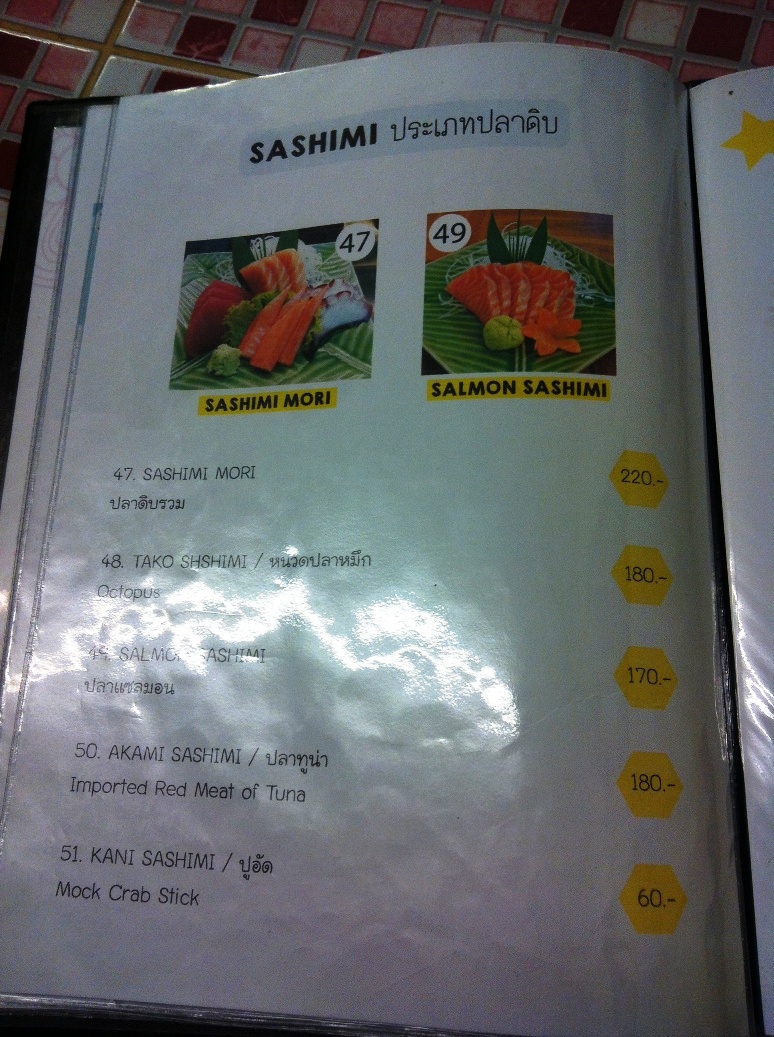 SASHIMI ประเภทปลาดิบ
47
49
SASHIMI MORI
SALMON SASHIMI
47. SASHIMI MORI 220.-
ปลาดิบรวม
48. TAKO SHSHIMI / หนวดปลาหมึก 180.-
Octopus
49. SALMON SASHIMI 170.-
ปลาแซลมอน
50. AKAMI SASHIMI / ปลาทูน่า 180.-
Imported Red Meat of Tuna
51. KANI SASHIMI / ปูอัด 60.-
Mock Crab Stick